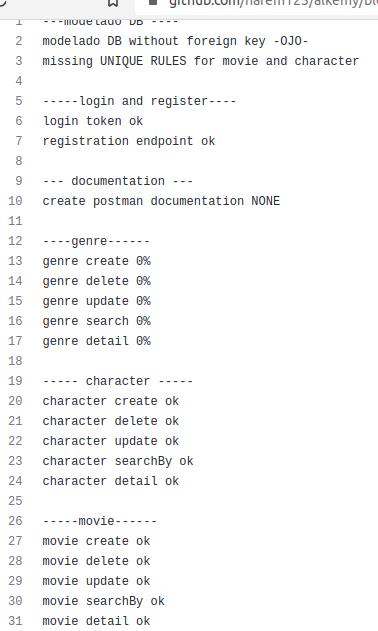 1 ---modelado DB ----
2 modelado DB without foreign key -OJO-
3 missing UNIQUE RULES for movie and character
4
5 -----login and register----
6 login token ok
7 registration endpoint ok
8
9 --- documentation ---
10 create postman documentation NONE
11
12 ----genre------
13 genre create 0%
14 genre delete 0%
15 genre update 0%
16 genre search 0%
17 genre detail 0%
18
19 ----- character -----
20 character create ok
21 character delete ok
22 character update ok
23 character searchBy ok
24 character detail ok
25
26 -----movie------
27 movie create ok
28 movie delete ok
29 movie update ok
30 movie searchBy ok
31 movie detail ok